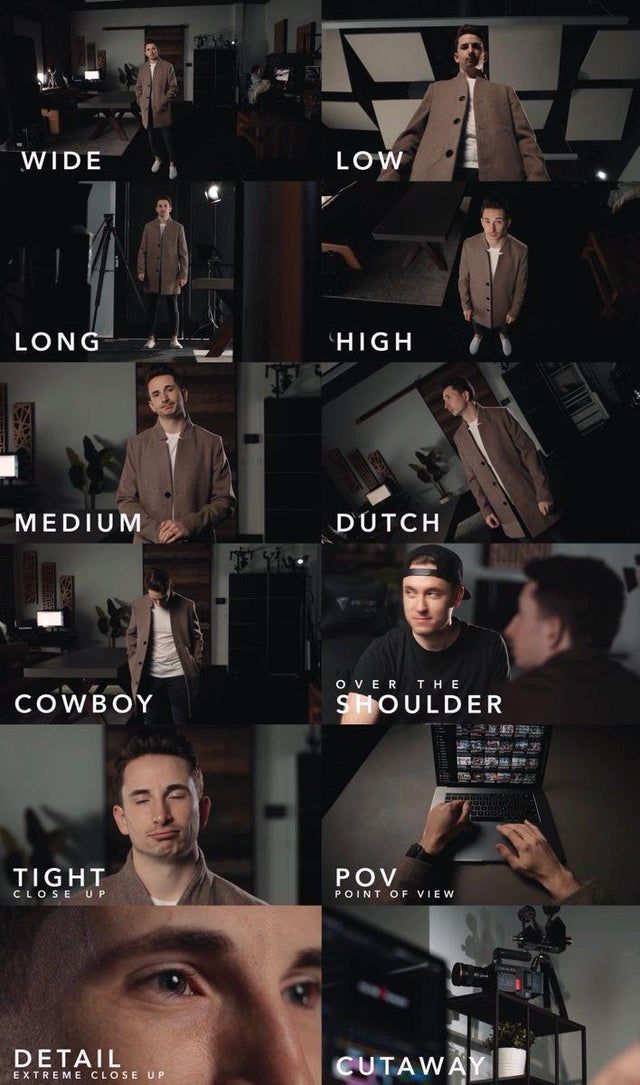 WIDE
LOW
LONG
HIGH
MEDIUM
DUTCH
COWBOY
OVER THE
SHOULDER
TIGHT
CLOSE UP
POV
POINT OF VIEW
DETAIL
EXTREME CLOSE UP
CUTAWAY